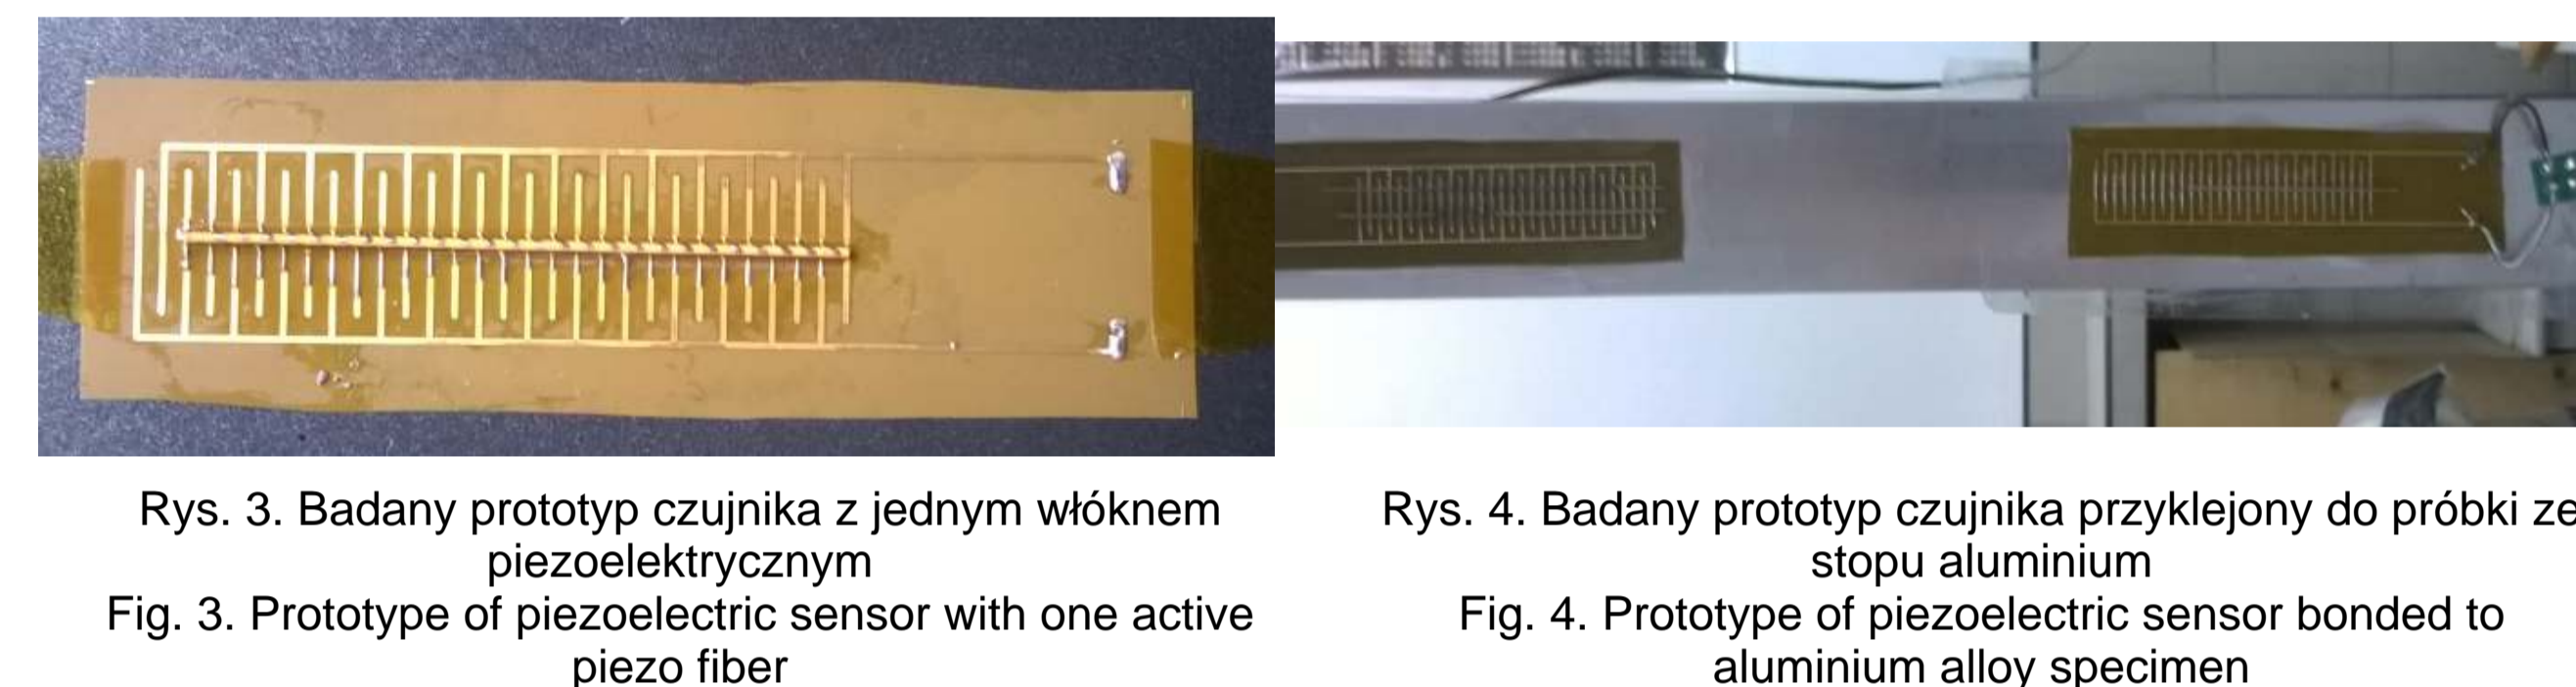 Rys. 3. Badany prototyp czujnika z jednym włóknem
piezoelektrycznym
Fig. 3. Prototype of piezoelectric sensor with one active
piezo fiber
Rys. 4. Badany prototyp czujnika przyklejony do próbki ze
stopu aluminium
Fig. 4. Prototype of piezoelectric sensor bonded to
aluminium alloy specimen